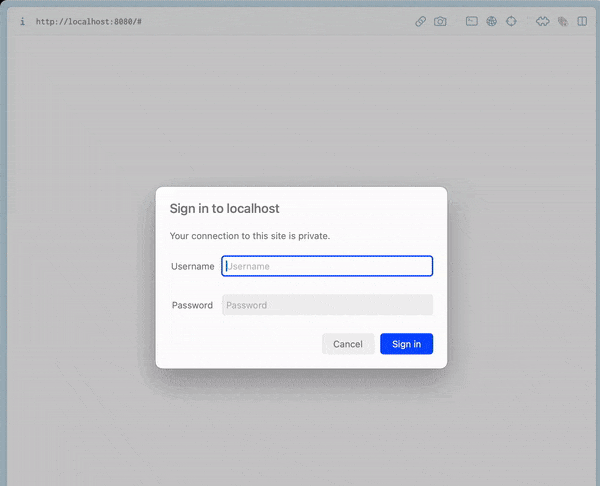 http://localhost:8080/#
Sign in to localhost
Your connection to this site is private.
Username
Username
Password
Password
Cancel
Sign in